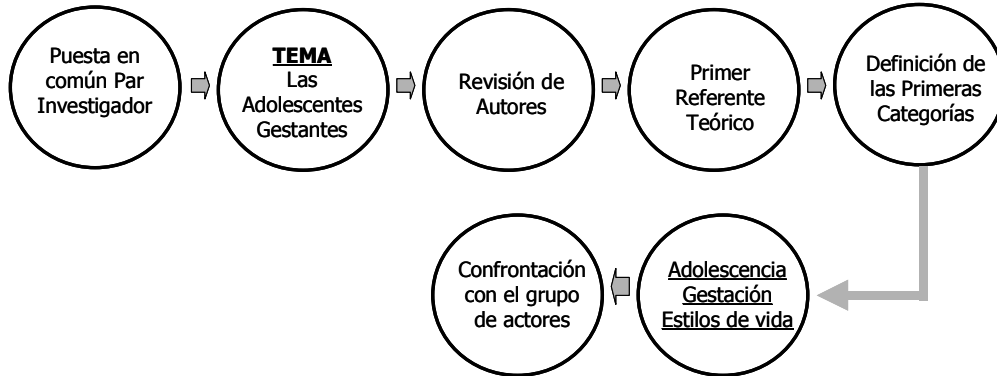 Puesta en
común Par
Investigador
TEMA
Las
Adolescentes
Gestantes
Revisión de
Autores
Primer
Referente
Teórico
Definición de
las Primeras
Categorías
Adolescencia
Gestación
Estilos de vida
Confrontación
con el grupo
de actores